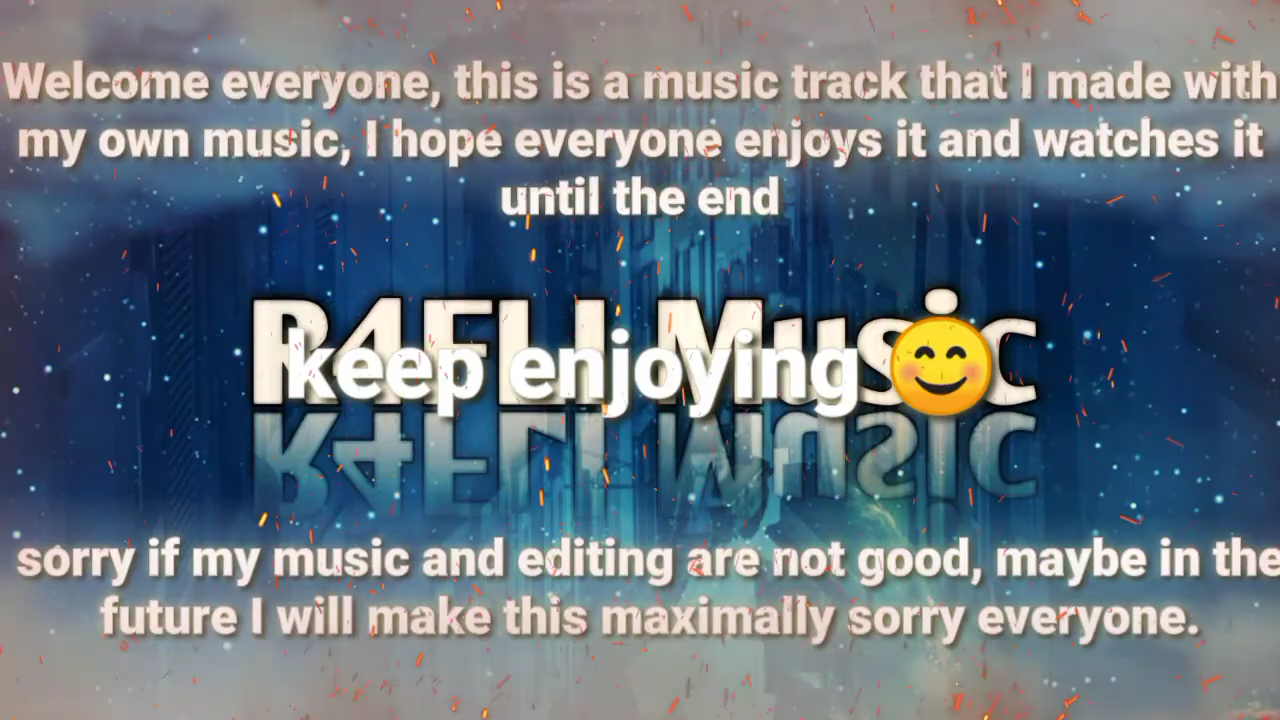 Welcome everyone, this is a music track that I made with
my own music, I hope everyone enjoys it and watches it
until the end
R4FLI Music
keep enjoying😊
sorry if my music and editing are not good, maybe in the
future I will make this maximally sorry everyone.